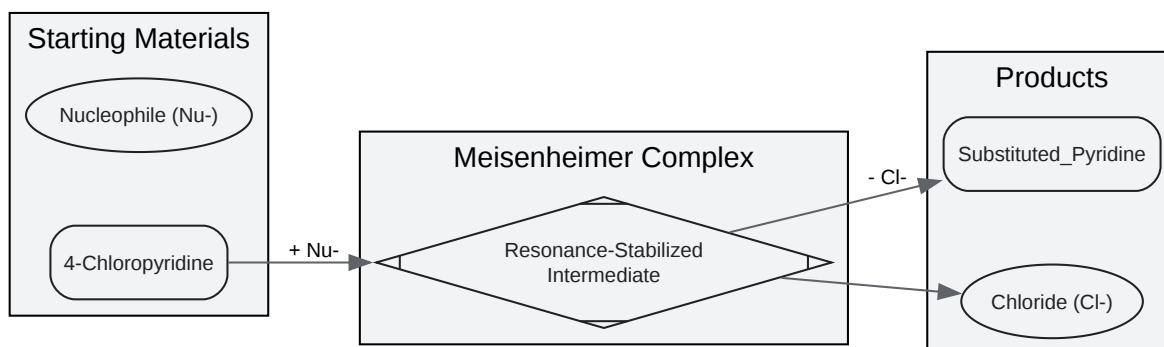 Starting Materials
Nucleophile (Nu-)
4-Chloropyridine
+ Nu-
Meisenheimer Complex
Resonance-Stabilized
Intermediate
- Cl-
Products
Substituted_Pyridine
Chloride (Cl-)